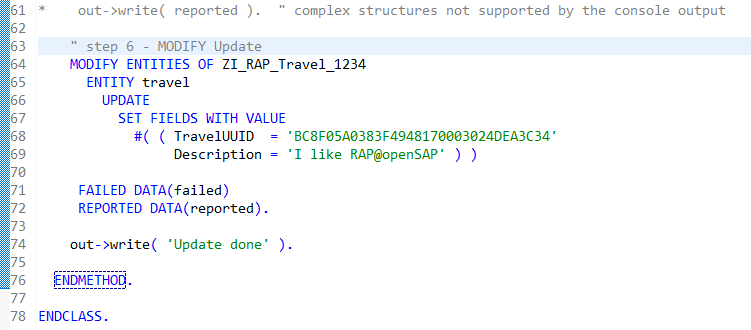 61 *    out->write( reported ).  " complex structures not supported by the console output
62
63     " step 6 - MODIFY Update
64     MODIFY ENTITIES OF ZI_RAP_Travel_1234
65       ENTITY travel
66         UPDATE
67           SET FIELDS WITH VALUE
68             #( ( TravelUUID  = 'BC8F05A0383F4948170003024DEA3C34'
69                  Description = 'I like RAP@openSAP' ) )
70
71      FAILED DATA(failed)
72      REPORTED DATA(reported).
73
74     out->write( 'Update done' ).
75
76   ENDMETHOD.
77
78 ENDCLASS.